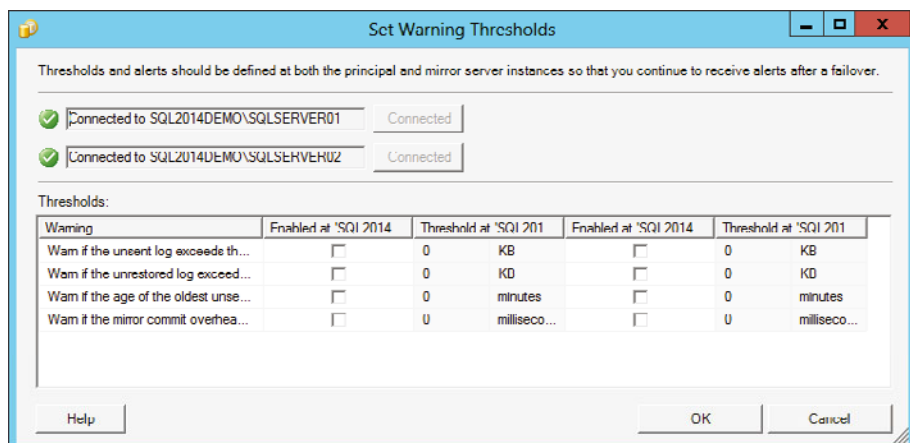 Set Warning Thresholds
Thresholds and alerts should be defined at both the principal and mirror server instances so that you continue to receive alerts after a failover.
Connected to SQL2014DEMO\SQLSERVER01 Connected
Connected to SQL2014DEMO\SQLSERVER02 Connected
Thresholds:
Warning Enabled at 'SQL2014 Threshold at 'SQL201 Enabled at 'SQL2014 Threshold at 'SQL201
Warn if the unsent log exceeds th... 0 KB 0 KB
Warn if the unrestored log exceed... 0 KB 0 KB
Warn if the age of the oldest unse... 0 minutes 0 minutes
Warn if the mirror commit overhea... 0 milliseco... 0 milliseco...
Help OK Cancel